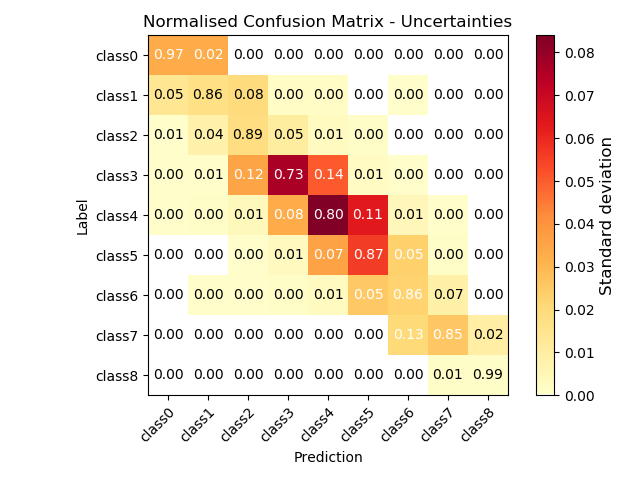 Normalised Confusion Matrix - Uncertainties
class0 0.97 0.02 0.00 0.00 0.00 0.00 0.00 0.00 0.00
class1 0.05 0.86 0.08 0.00 0.00 0.00 0.00 0.00 0.00
class2 0.01 0.04 0.89 0.05 0.01 0.00 0.00 0.00 0.00
class3 0.00 0.01 0.12 0.73 0.14 0.01 0.00 0.00 0.00
class4 0.00 0.00 0.01 0.08 0.80 0.11 0.01 0.00 0.00
class5 0.00 0.00 0.00 0.01 0.07 0.87 0.05 0.00 0.00
class6 0.00 0.00 0.00 0.00 0.01 0.05 0.86 0.07 0.00
class7 0.00 0.00 0.00 0.00 0.00 0.00 0.13 0.85 0.02
class8 0.00 0.00 0.00 0.00 0.00 0.00 0.00 0.01 0.99
class0 class1 class2 class3 class4 class5 class6 class7 class8
Prediction
Label
0.08
0.07
0.06
0.05
0.04
0.03
0.02
0.01
0.00
Standard deviation